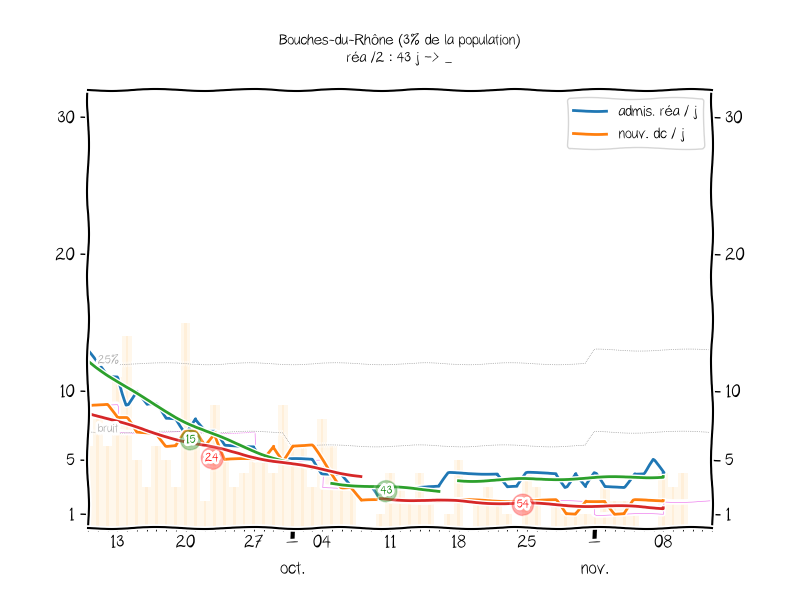 Bouches-du-Rhône (3% de la population)
réa /2 : 43 j -> _
admis. réa / j
nouv. dc / j
30
30
20
20
25%
10
10
bruit
15
24
5
5
43
54
1
1
13 20 27 04 11 18 25 08
oct. nov.